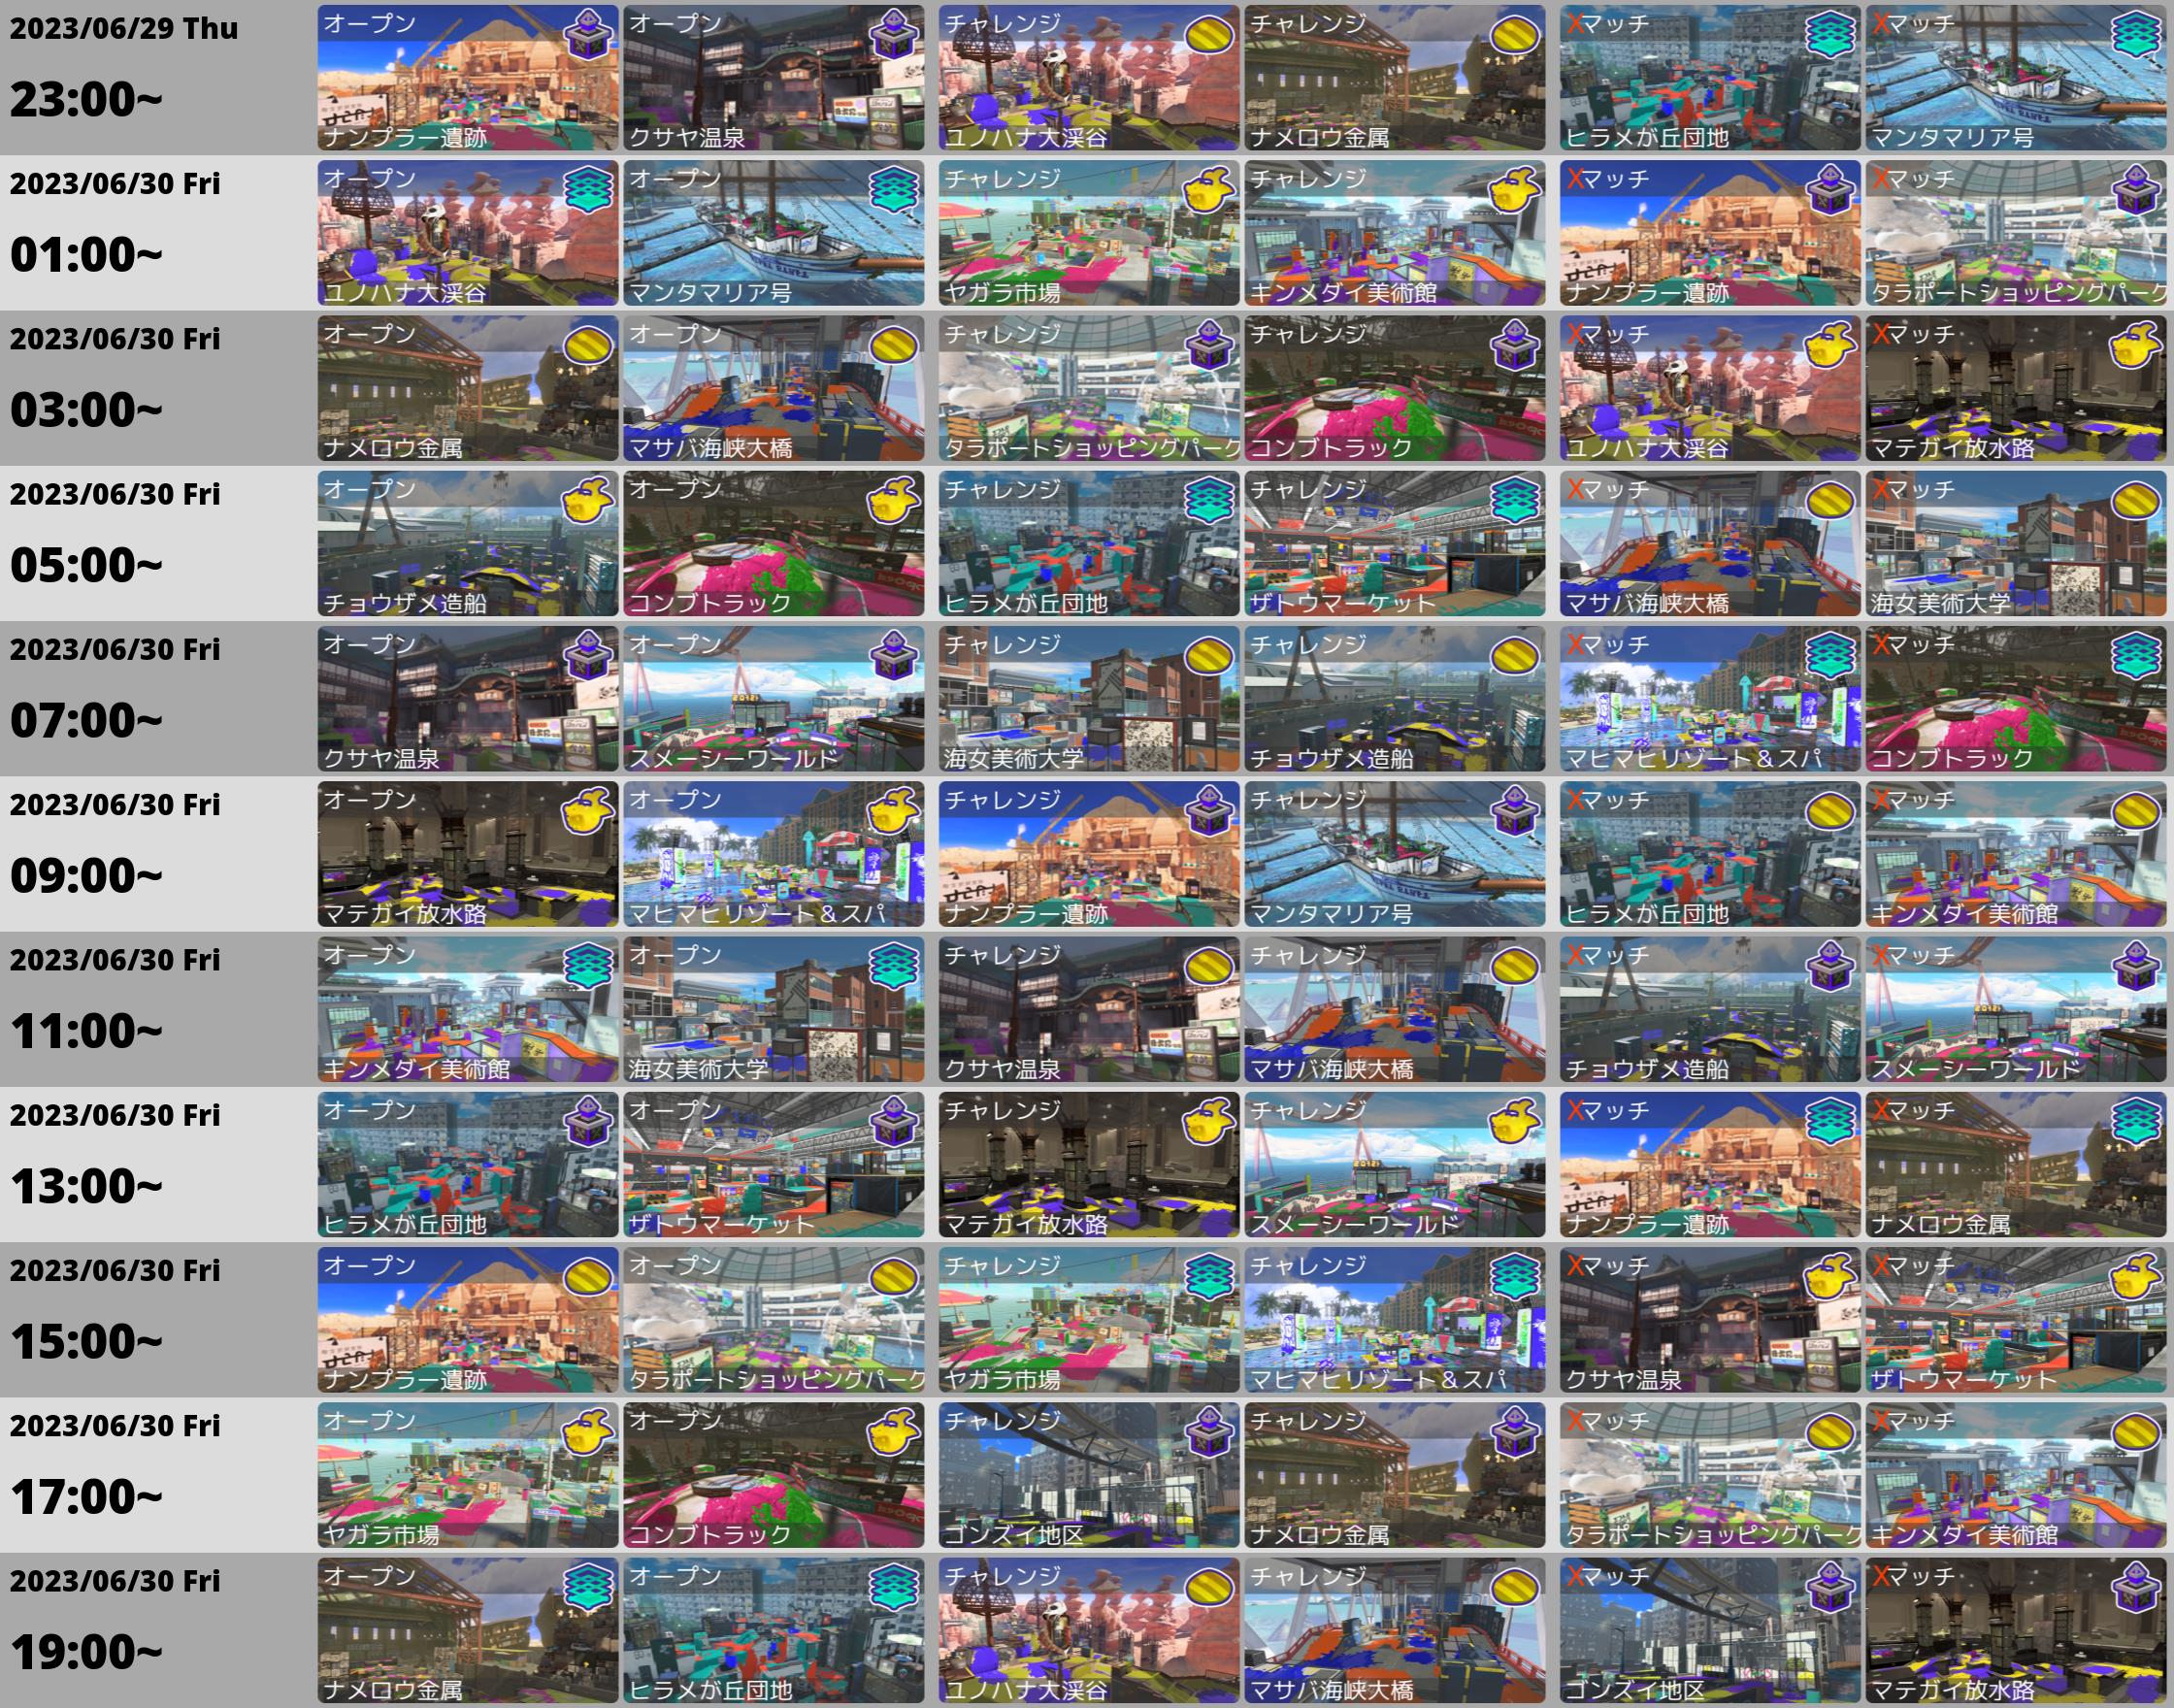 2023/06/29 Thu
23:00~
オープン オープン チャレンジ チャレンジ Xマッチ Xマッチ
ナンプラー遺跡 クサヤ温泉 ユノハナ大渓谷 ナメロウ金属 ヒラメが丘団地 マンタマリア号
2023/06/30 Fri
01:00~
オープン オープン チャレンジ チャレンジ Xマッチ Xマッチ
ユノハナ大渓谷 マンタマリア号 ヤガラ市場 キンメダイ美術館 ナンプラー遺跡 タラポートショッピングパーク
2023/06/30 Fri
03:00~
オープン オープン チャレンジ チャレンジ Xマッチ Xマッチ
ナメロウ金属 マサバ海峡大橋 タラポートショッピングパーク コンブトラック ユノハナ大渓谷 マテガイ放水路
2023/06/30 Fri
05:00~
オープン オープン チャレンジ チャレンジ Xマッチ Xマッチ
チョウザメ造船 コンブトラック ヒラメが丘団地 ザトウマーケット マサバ海峡大橋 海女美術大学
2023/06/30 Fri
07:00~
オープン オープン チャレンジ チャレンジ Xマッチ Xマッチ
クサヤ温泉 スメーシーワールド 海女美術大学 チョウザメ造船 マヒマヒリゾート＆スパ コンブトラック
2023/06/30 Fri
09:00~
オープン オープン チャレンジ チャレンジ Xマッチ Xマッチ
マテガイ放水路 マヒマヒリゾート＆スパ ナンプラー遺跡 マンタマリア号 ヒラメが丘団地 キンメダイ美術館
2023/06/30 Fri
11:00~
オープン オープン チャレンジ チャレンジ Xマッチ Xマッチ
キンメダイ美術館 海女美術大学 クサヤ温泉 マサバ海峡大橋 チョウザメ造船 スメーシーワールド
2023/06/30 Fri
13:00~
オープン オープン チャレンジ チャレンジ Xマッチ Xマッチ
ヒラメが丘団地 ザトウマーケット マテガイ放水路 スメーシーワールド ナンプラー遺跡 ナメロウ金属
2023/06/30 Fri
15:00~
オープン オープン チャレンジ チャレンジ Xマッチ Xマッチ
ナンプラー遺跡 タラポートショッピングパーク ヤガラ市場 マヒマヒリゾート＆スパ クサヤ温泉 ザトウマーケット
2023/06/30 Fri
17:00~
オープン オープン チャレンジ チャレンジ Xマッチ Xマッチ
ヤガラ市場 コンブトラック ゴンズイ地区 ナメロウ金属 タラポートショッピングパーク キンメダイ美術館
2023/06/30 Fri
19:00~
オープン オープン チャレンジ チャレンジ Xマッチ Xマッチ
ナメロウ金属 ヒラメが丘団地 ユノハナ大渓谷 マサバ海峡大橋 ゴンズイ地区 マテガイ放水路